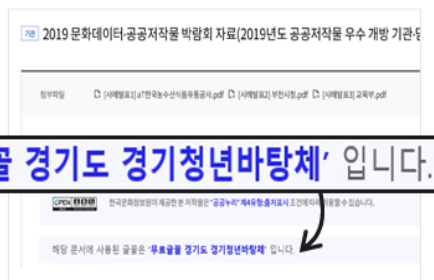 기관 2019 문화데이터·공공저작물 박람회 자료(2019년도 공공저작물 우수 개방 기관·담
첨부파일 [사례발표1] aT한국농수산식품유통공사.pdf [사례발표2] 부천시청.pdf [사례발표3] 교육부.pdf
경기도 경기청년바탕체' 입니다.
OPEN 한국문화정보원이 제공한 본 저작물은 "공공누리" 제4유형:출처표시 조건에 따라 이용할 수 있습니다.
해당 문서에 사용된 글꼴은 '무료글꼴 경기도 경기청년바탕체' 입니다.